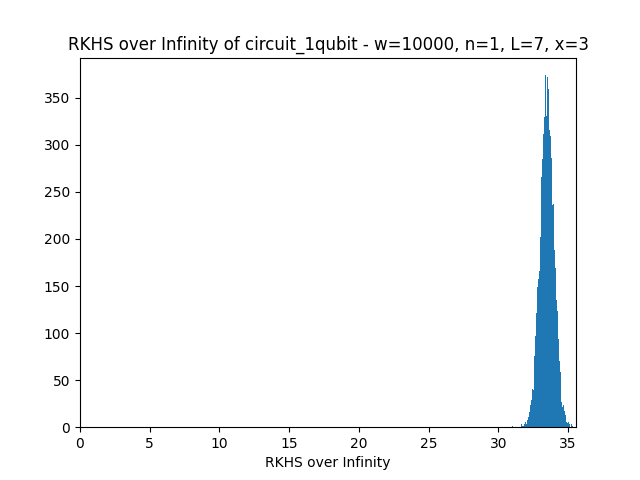 RKHS over Infinity of circuit_1qubit - w=10000, n=1, L=7, x=3
350
300
250
200
150
100
50
0
0 5 10 15 20 25 30 35
RKHS over Infinity